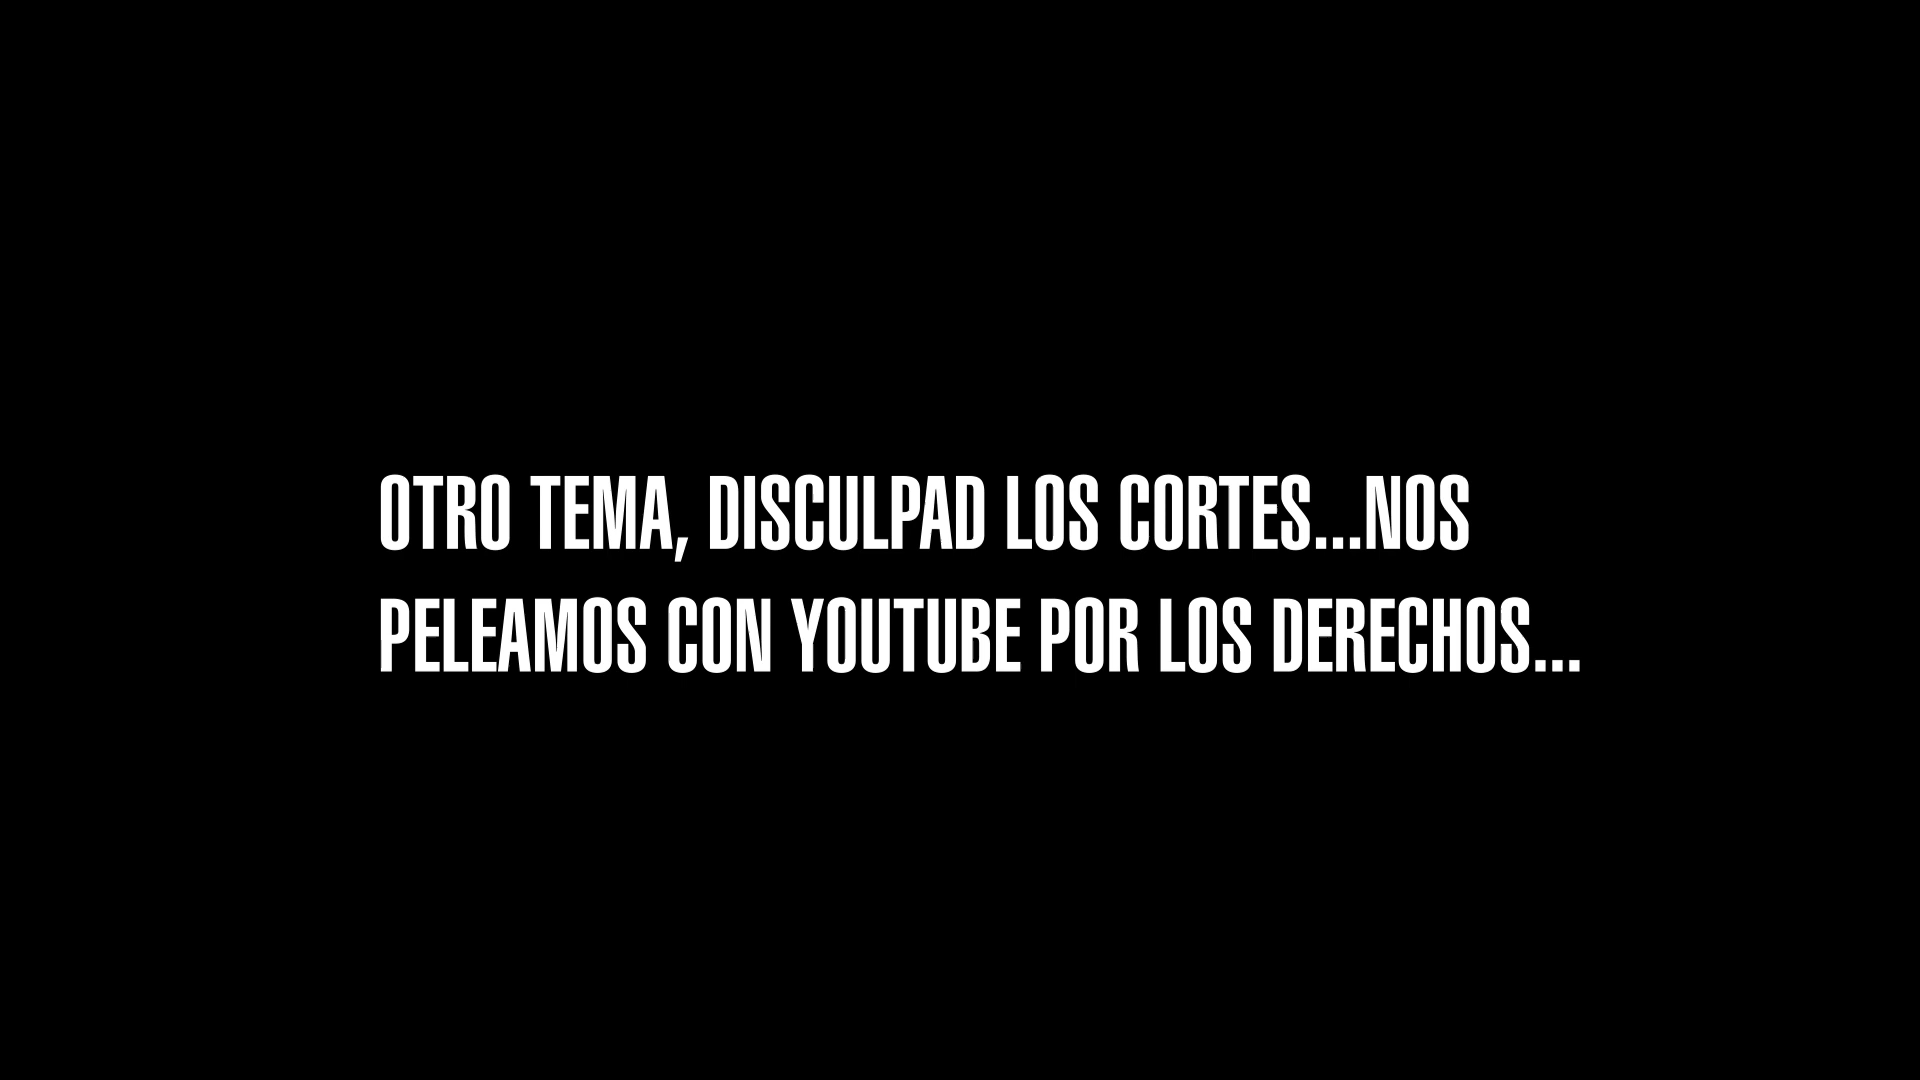 OTRO TEMA, DISCULPAD LOS CORTES...NOS
PELEAMOS CON YOUTUBE POR LOS DERECHOS...